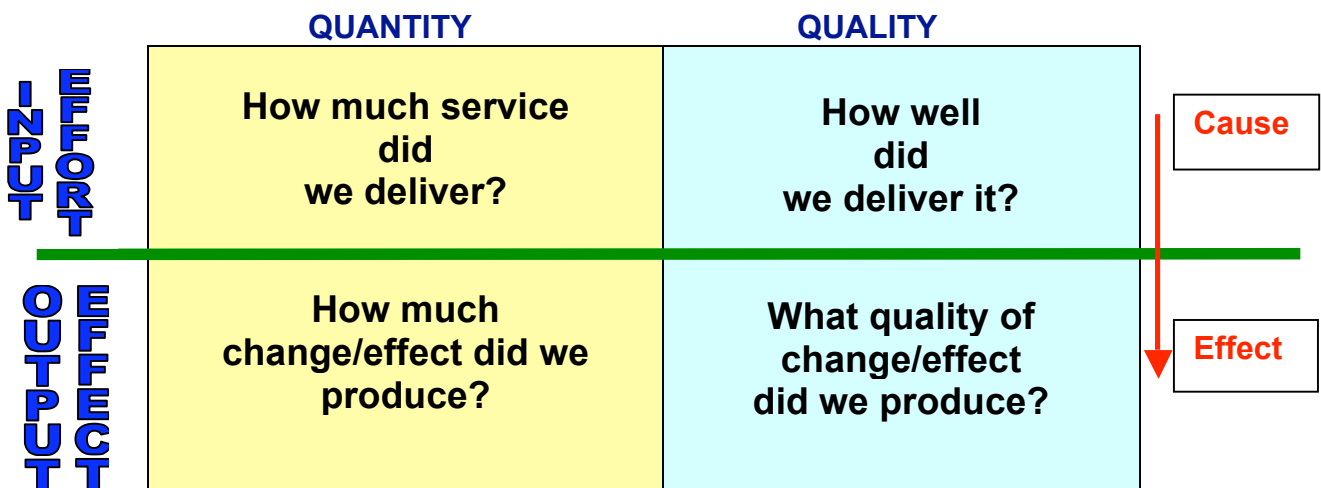 QUANTITY QUALITY
INPUT EFFORT
How much service
did
we deliver?
How well
did
we deliver it?
Cause
OUTPUT EFFECT
How much
change/effect did we
produce?
What quality of
change/effect
did we produce?
Effect